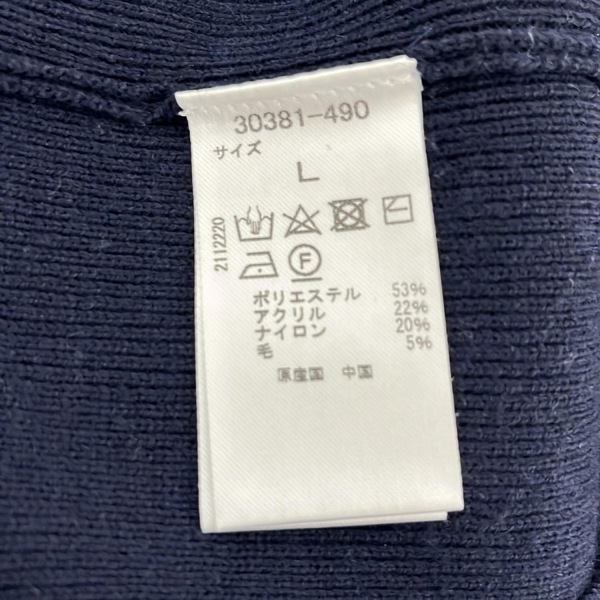 30381-490
サイズ
L
2112220
F
ポリエステル 53%
アクリル 22%
ナイロン 20%
毛 5%
原産国 中国